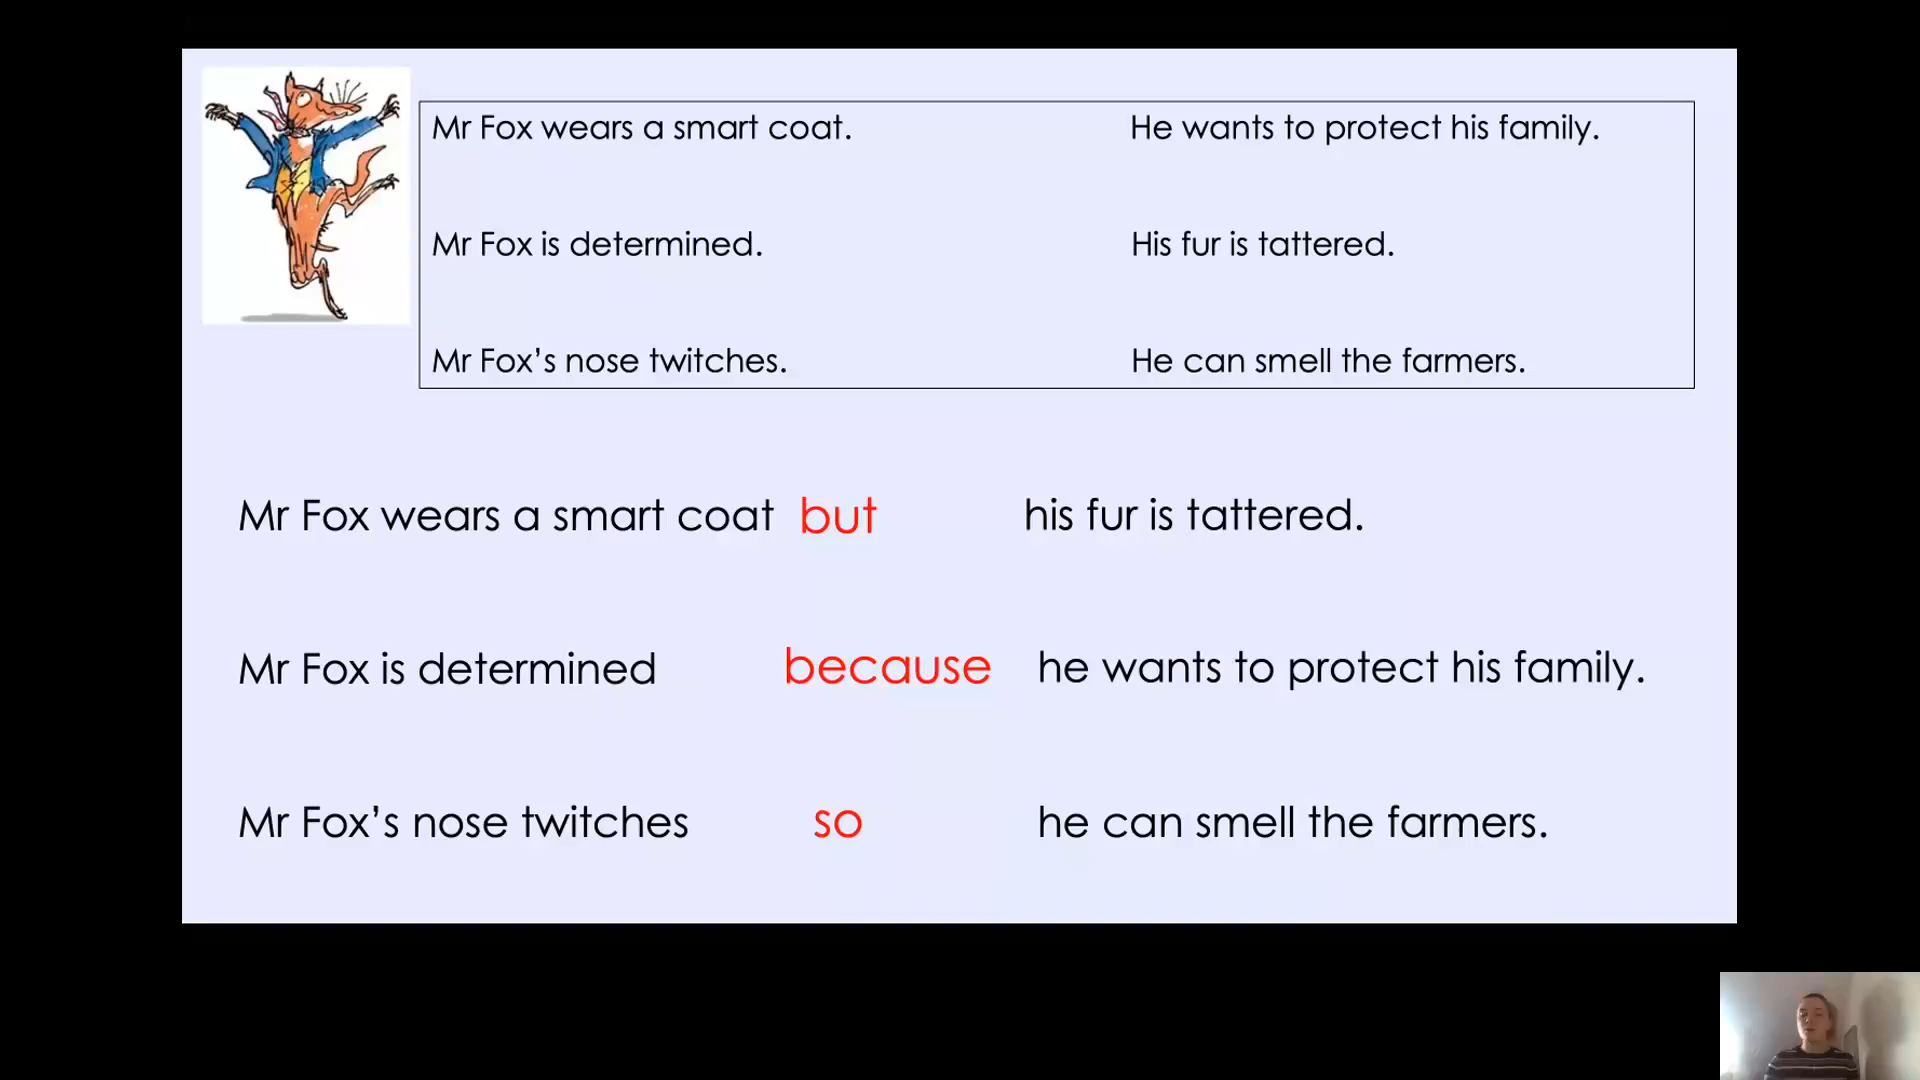 Mr Fox wears a smart coat. He wants to protect his family.
Mr Fox is determined. His fur is tattered.
Mr Fox’s nose twitches. He can smell the farmers.
Mr Fox wears a smart coat but his fur is tattered.
Mr Fox is determined because he wants to protect his family.
Mr Fox’s nose twitches so he can smell the farmers.